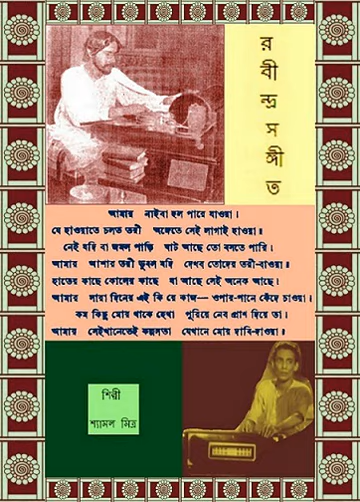 রবীন্দ্রসঙ্গীত
আমার নাইবা হল পারে যাওয়া।
যে হাওয়াতে চলত তরী অঙ্গেতে সেই লাগাই হাওয়া॥
নেই যদি বা জমল পাড়ি ঘাট আছে তো বসতে পারি।
আমার আশার তরী ডুবল যদি দেখব তোদের তরী-বাওয়া॥
হাতের কাছে কোলের কাছে যা আছে সেই অনেক আছে।
আমার সারা দিনের এই কি রে কাজ— ওপার-পানে কেঁদে চাওয়া।
কম কিছু মোর থাকে হেথা পুরিয়ে নেব প্রাণ দিয়ে তা।
আমার সেইখানেতেই কল্পলতা যেখানে মোর দাবি-দাওয়া॥
শিল্পী
শ্যামল মিত্র